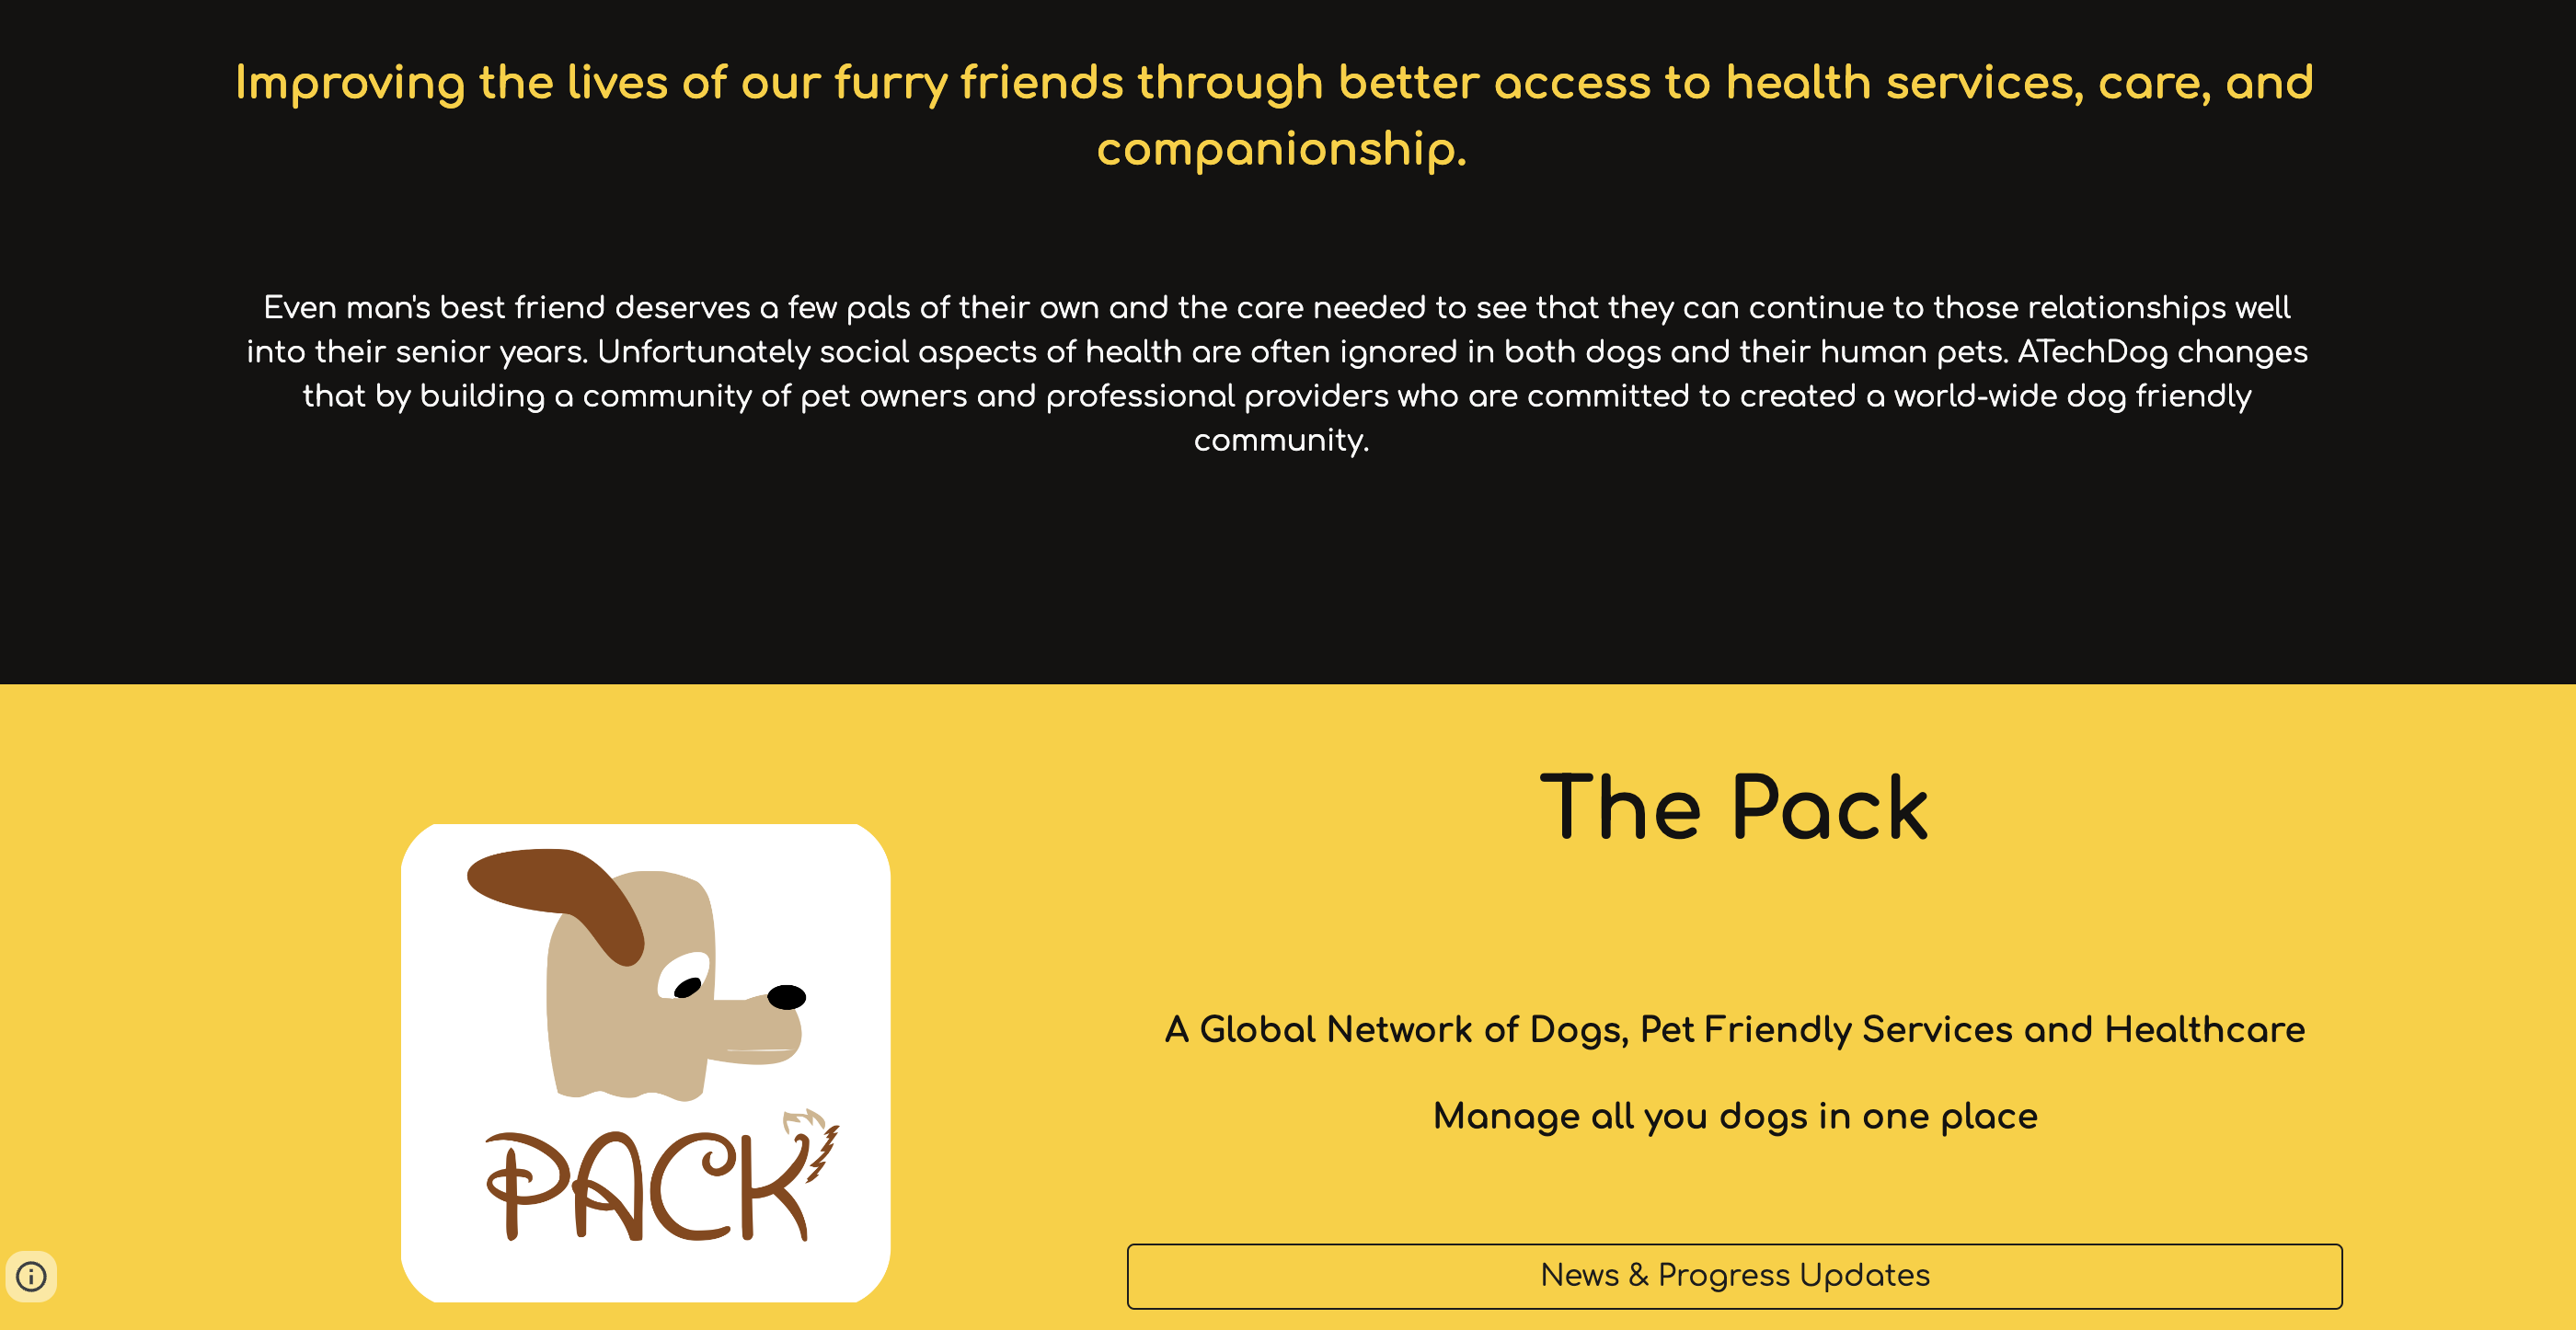 Improving the lives of our furry friends through better access to health services, care, and
companionship.
Even man's best friend deserves a few pals of their own and the care needed to see that they can continue to those relationships well
into their senior years. Unfortunately social aspects of health are often ignored in both dogs and their human pets. ATechDog changes
that by building a community of pet owners and professional providers who are committed to created a world-wide dog friendly
community.
PACK
The Pack
A Global Network of Dogs, Pet Friendly Services and Healthcare
Manage all you dogs in one place
News & Progress Updates